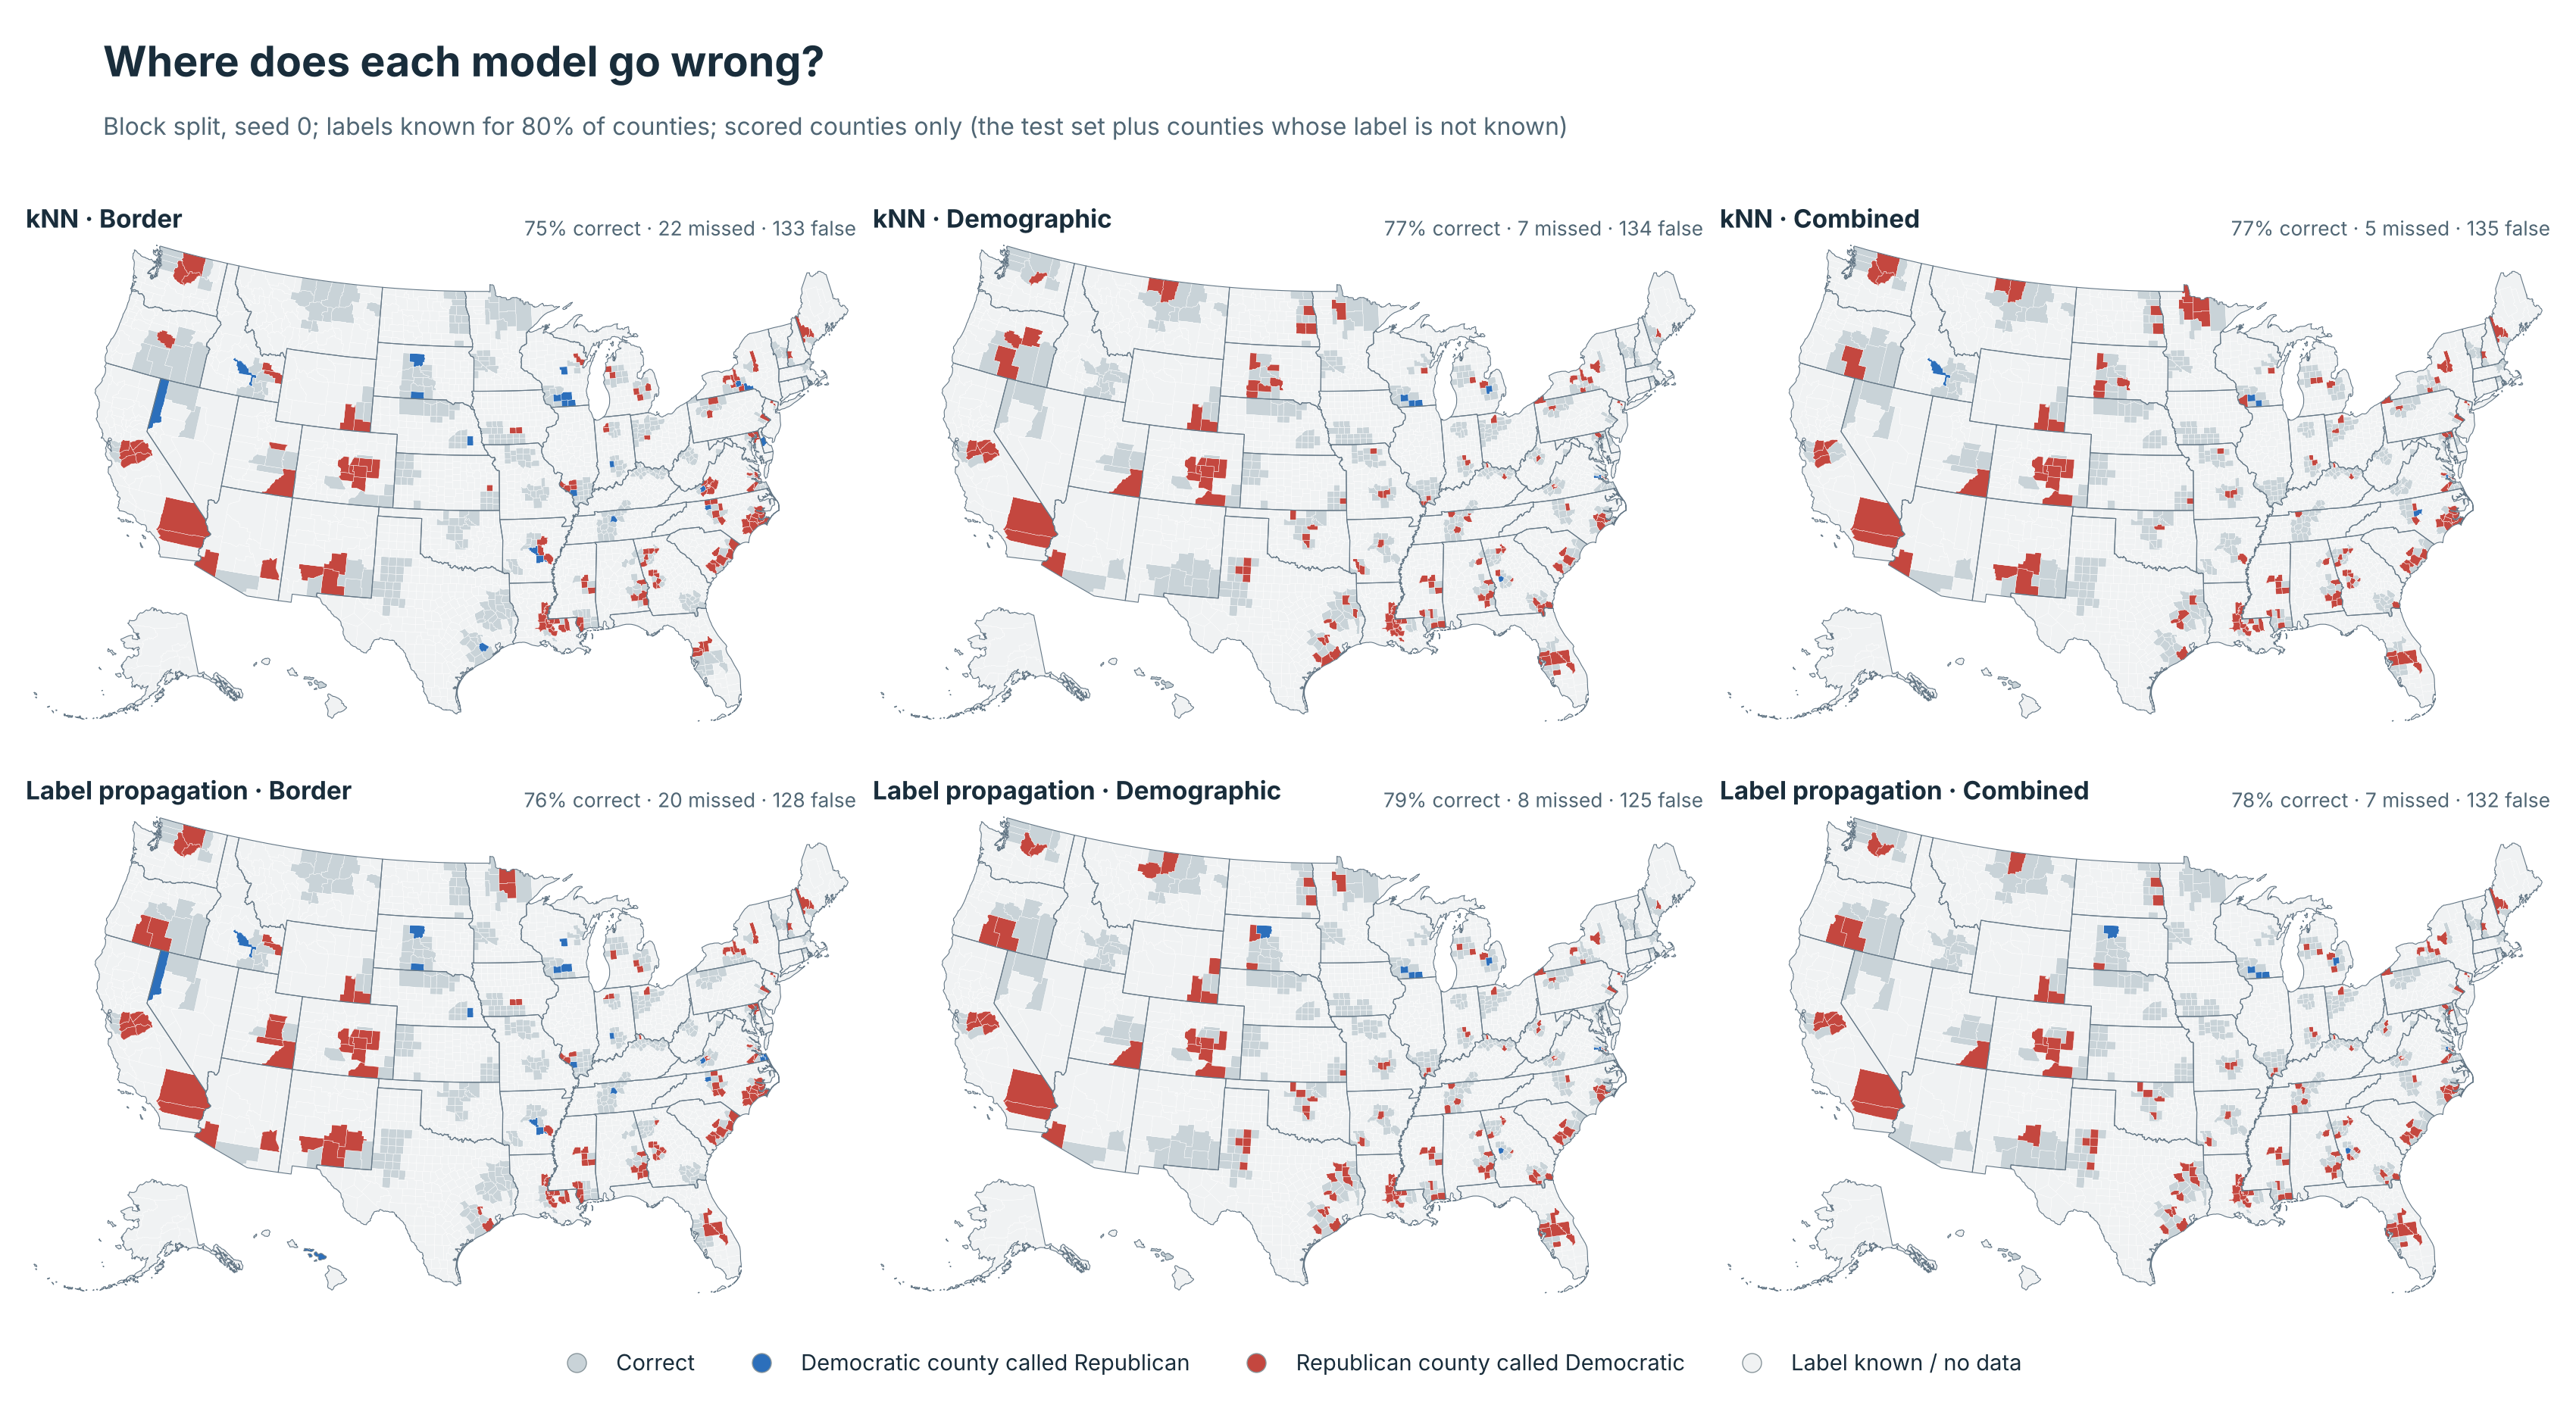 Where does each model go wrong?
Block split, seed 0; labels known for 80% of counties; scored counties only (the test set plus counties whose label is not known)
kNN · Border
75% correct · 22 missed · 133 false
kNN · Demographic
77% correct · 7 missed · 134 false
kNN · Combined
77% correct · 5 missed · 135 false
Label propagation · Border
76% correct · 20 missed · 128 false
Label propagation · Demographic
79% correct · 8 missed · 125 false
Label propagation · Combined
78% correct · 7 missed · 132 false
Correct
Democratic county called Republican
Republican county called Democratic
Label known / no data